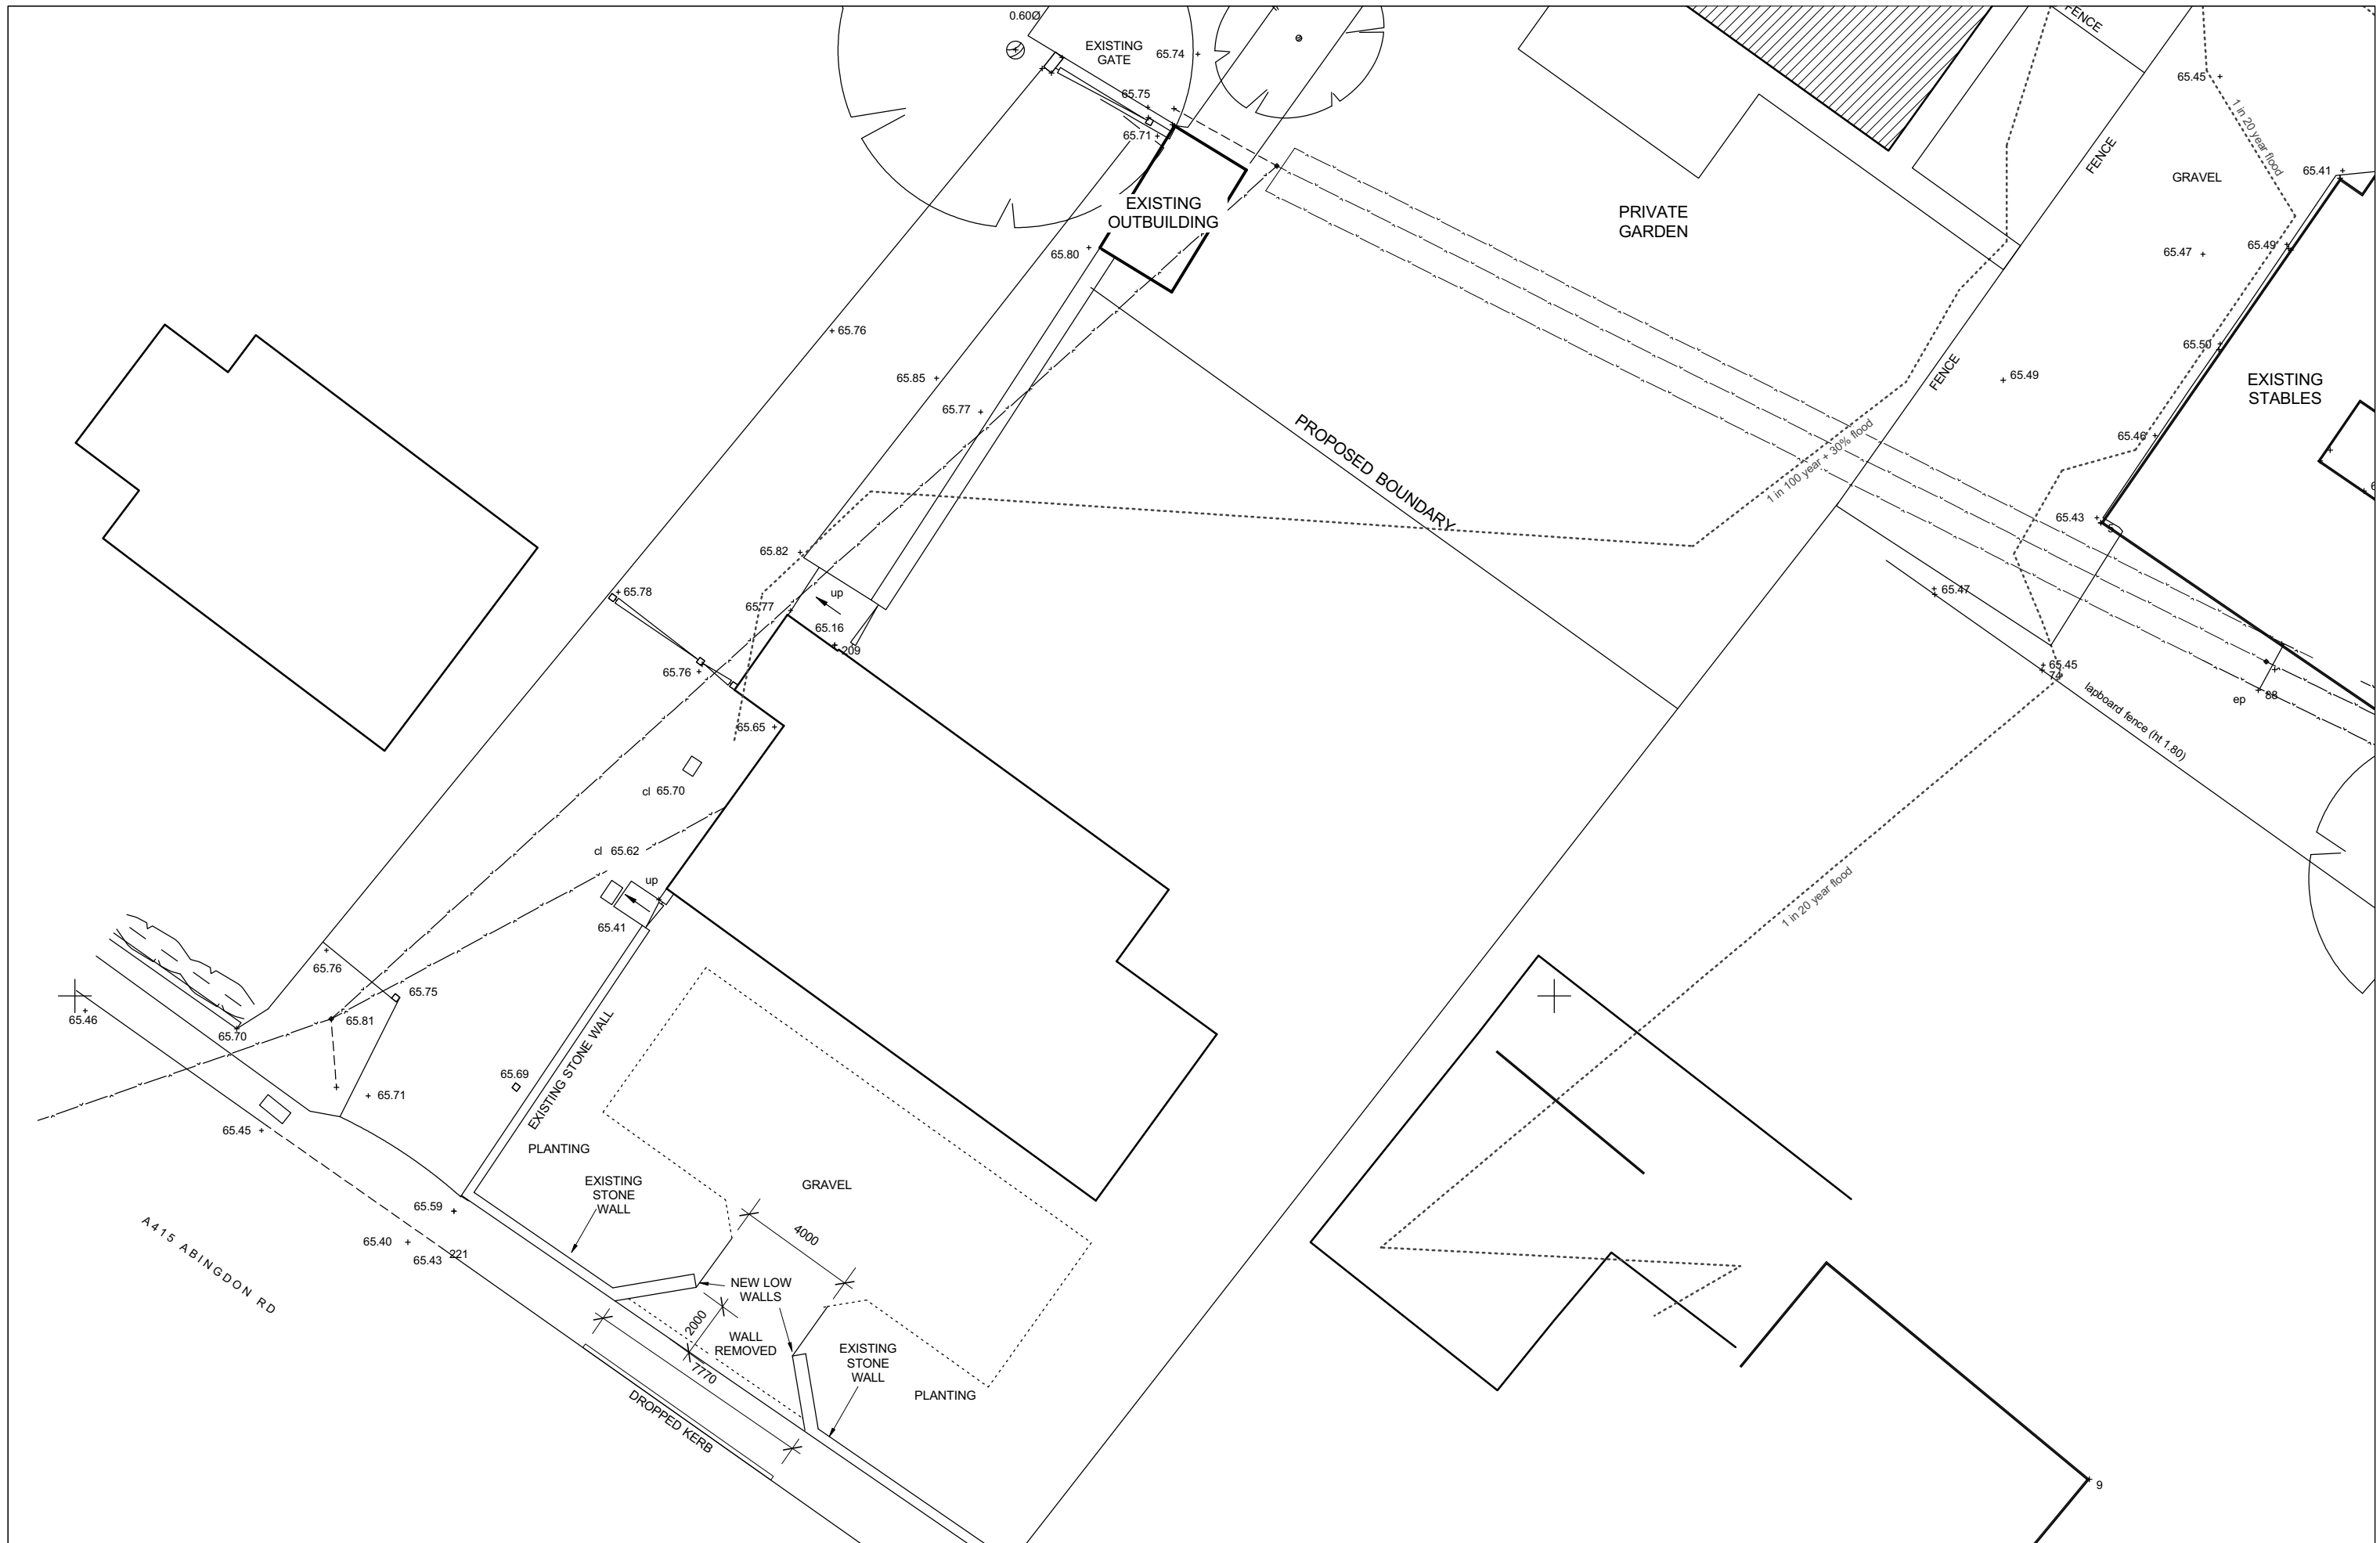 0.60Ø
EXISTING
GATE
65.74
65.75
65.71
FENCE
65.45
1 in 20 year flood
FENCE
GRAVEL
65.41
EXISTING
OUTBUILDING
PRIVATE
GARDEN
65.80
65.47
65.49
65.76
65.50
65.85
65.49
FENCE
EXISTING
STABLES
65.77
PROPOSED BOUNDARY
65.46
1 in 100 year + 30% flood
65.43
65.82
65.78
65.77
up
65.47
65.16
209
65.76
65.45
74
ep
88
lapboard fence (ht 1.80)
65.65
cl 65.70
cl 65.62
up
65.41
1 in 20 year flood
65.76
65.75
65.46
65.70
65.81
65.69
65.71
EXISTING STONE WALL
65.45
PLANTING
EXISTING
STONE
WALL
GRAVEL
65.59
65.40
65.43
221
A415 ABINGDON RD
4000
NEW LOW
WALLS
2000
WALL
REMOVED
EXISTING
STONE
WALL
7770
PLANTING
DROPPED KERB
9